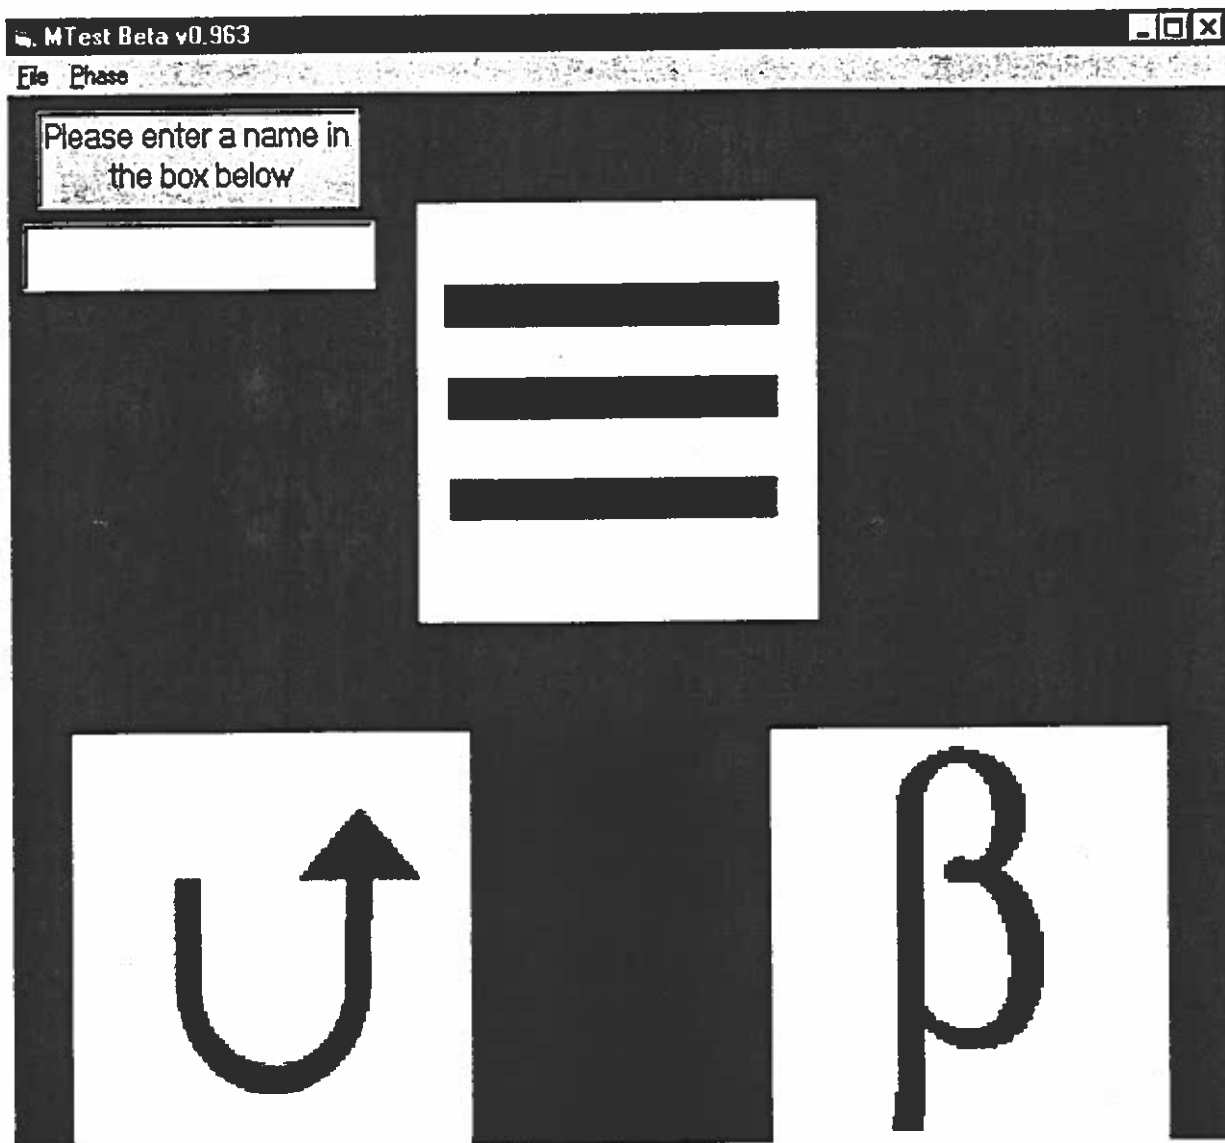 MTest Beta v0.963
File Phase
Please enter a name in
the box below
β